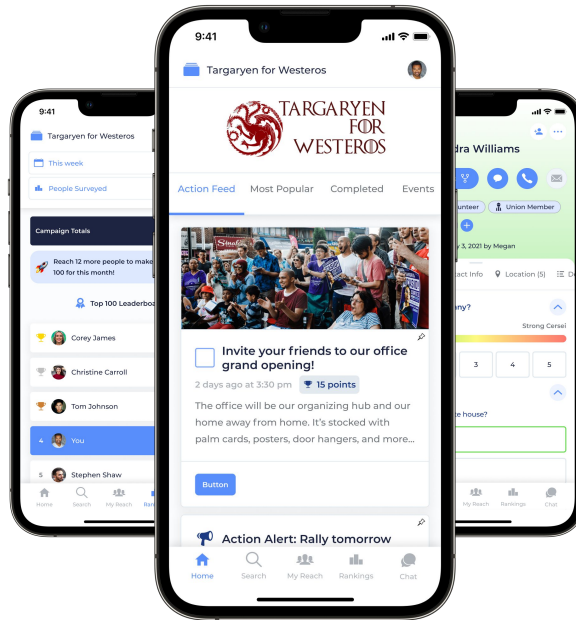 9:41
Targaryen for Westeros
TARGARYEN
FOR
WESTEROS
Action Feed Most Popular Completed Events
Invite your friends to our office
grand opening!
2 days ago at 3:30 pm 15 points
The office will be our organizing hub and our
home away from home. It's stocked with
palm cards, posters, door hangers, and more...
Button
Action Alert: Rally tomorrow
Home Search My Reach Rankings Chat
9:41
Targaryen for Westeros
This week
People Surveyed
Campaign Totals
Reach 12 more people to make
100 for this month!
Top 100 Leaderboa
Corey James
Christine Carroll
Tom Johnson
4 You
5 Stephen Shaw
Home Search My Reach Ran
dra Williams
unteer Union Member
y 3, 2021 by Megan
tact Info Location (5) D
any?
Strong Cersei
3 4 5
te house?
My Reach Rankings Chat